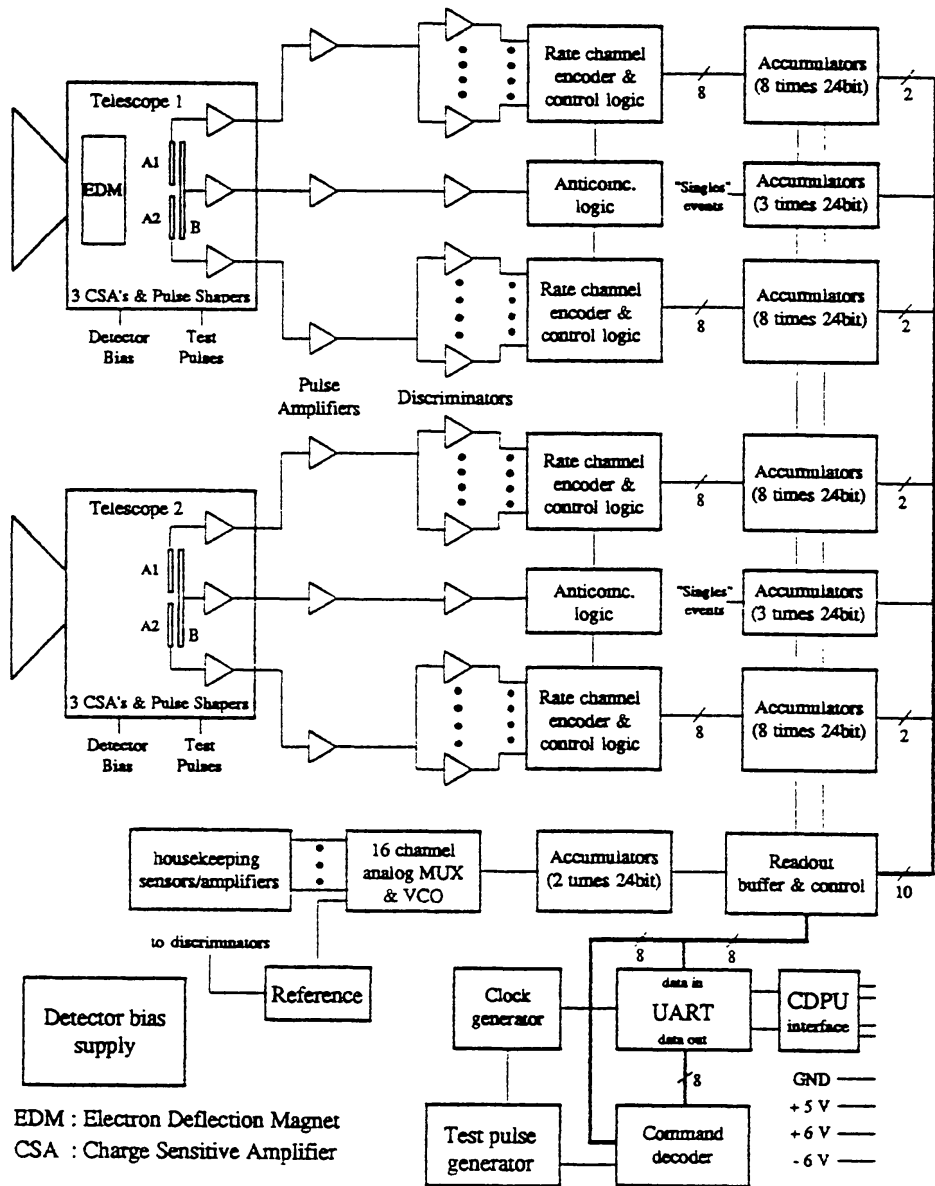 Telescope 1
EDM
A1
A2
B
3 CSA's & Pulse Shapers
Detector
Bias
Test
Pulses
Rate channel
encoder &
control logic
8
Accumulators
(8 times 24bit)
2
Anticoinc.
logic
"Singles"
events
Accumulators
(3 times 24bit)
Rate channel
encoder &
control logic
8
Accumulators
(8 times 24bit)
2
Pulse
Amplifiers
Discriminators
Telescope 2
A1
A2
B
3 CSA's & Pulse Shapers
Detector
Bias
Test
Pulses
Rate channel
encoder &
control logic
8
Accumulators
(8 times 24bit)
2
Anticoinc.
logic
"Singles"
events
Accumulators
(3 times 24bit)
Rate channel
encoder &
control logic
8
Accumulators
(8 times 24bit)
2
housekeeping
sensors/amplifiers
16 channel
analog MUX
& VCO
Accumulators
(2 times 24bit)
Readout
buffer & control
10
to discriminators
Reference
8
8
Detector bias
supply
Clock
generator
data in
UART
data out
CDPU
interface
8
GND
+ 5 V
+ 6 V
- 6 V
Test pulse
generator
Command
decoder
EDM : Electron Deflection Magnet
CSA : Charge Sensitive Amplifier